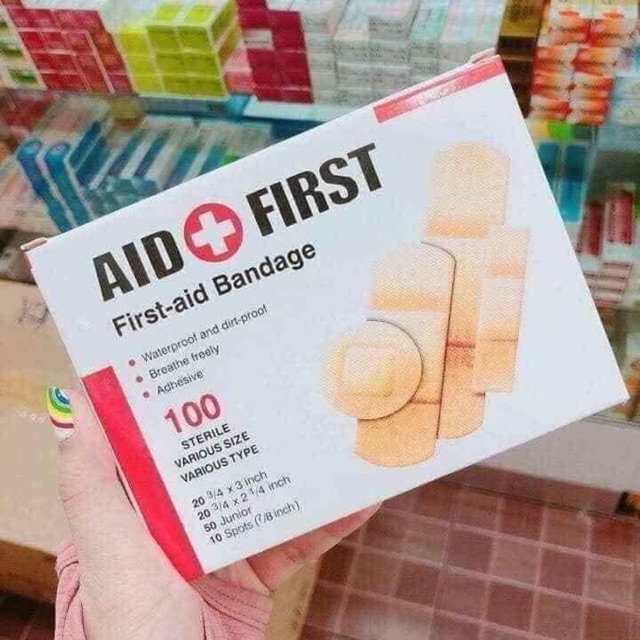 AID FIRST
First-aid Bandage
Waterproof and dirt-proof
Breathe freely
Adhesive
100
STERILE
VARIOUS SIZE
VARIOUS TYPE
20 3/4 x 3 inch
20 3/4 x 2 1/4 inch
50 Junior
10 Spots (7/8 inch)